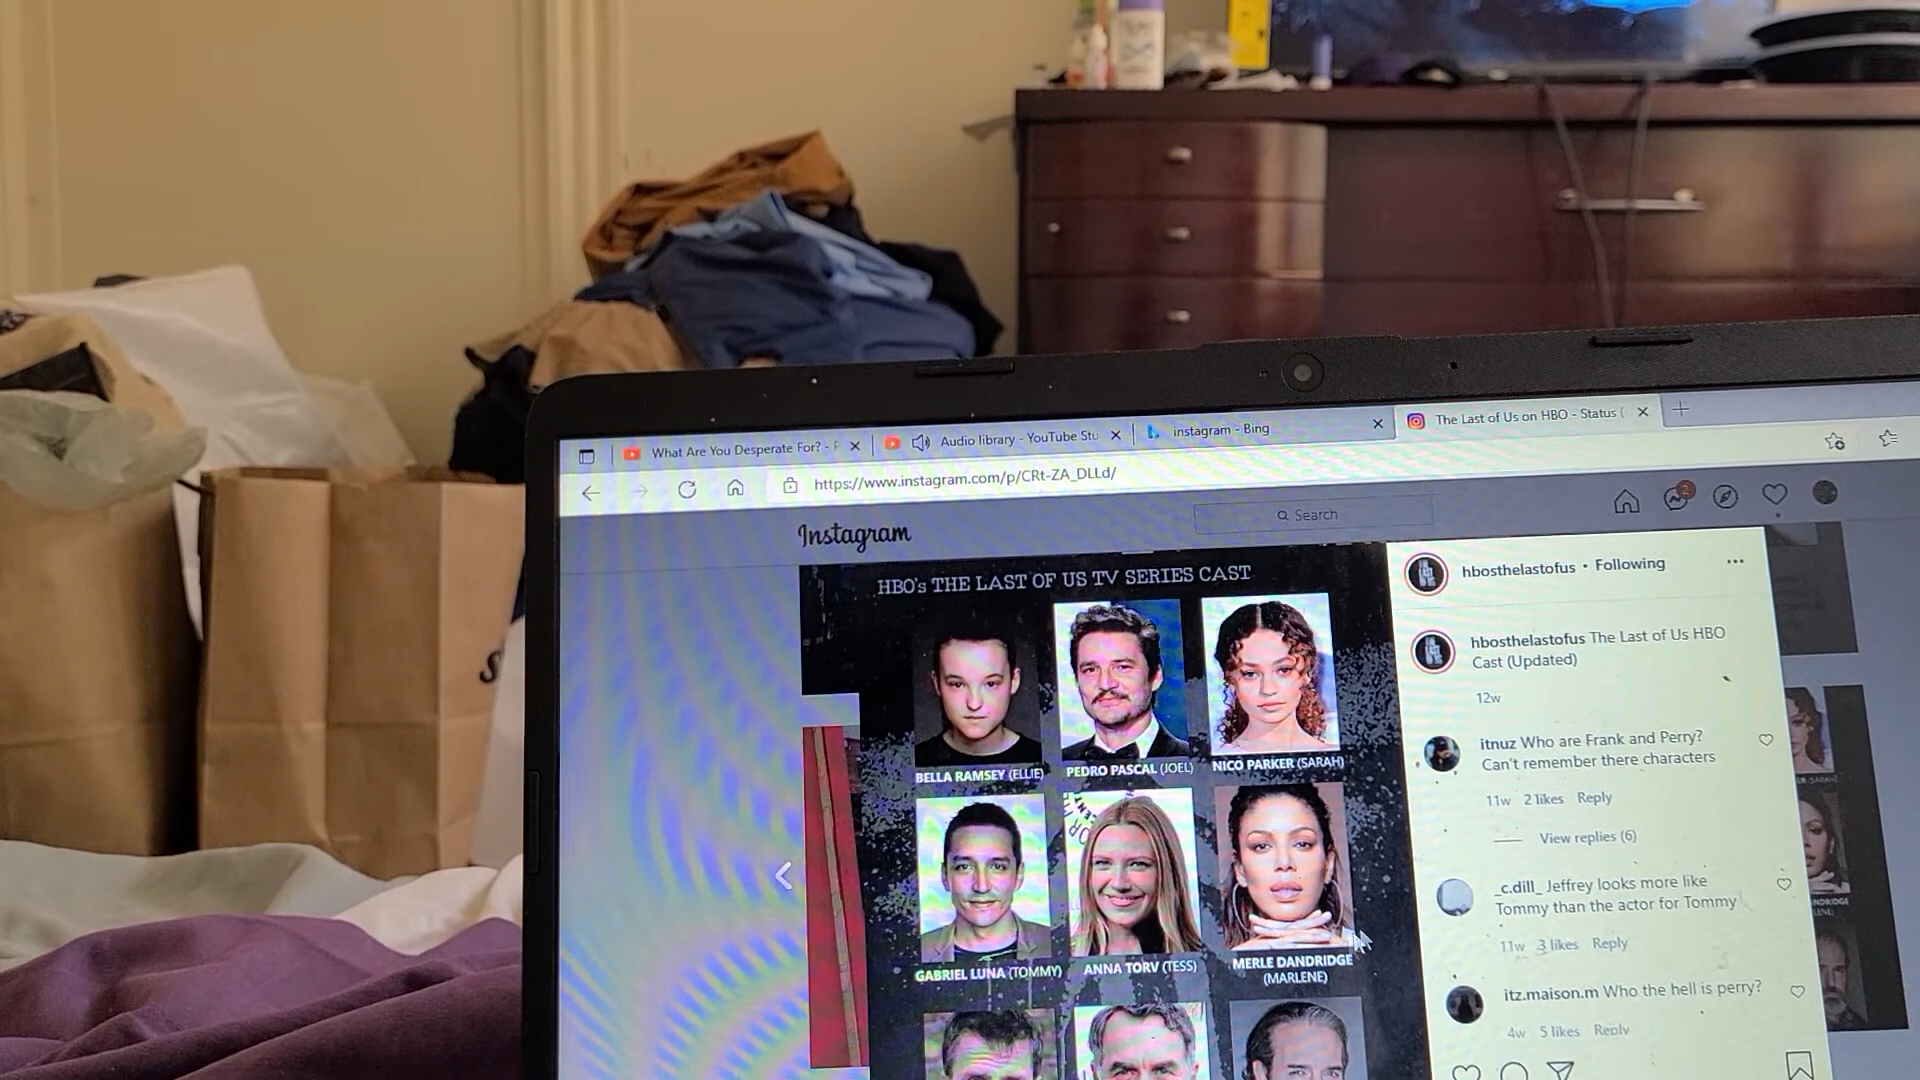 What Are You Desperate For? -
Audio library - YouTube Stu
instagram - Bing
The Last of Us on HBO - Status (
https://www.instagram.com/p/CRt-ZA_DLLd/
Instagram
Search
2
HBO's THE LAST OF US TV SERIES CAST
BELLA RAMSEY (ELLIE)
PEDRO PASCAL (JOEL)
NICO PARKER (SARAH)
GABRIEL LUNA (TOMMY)
ANNA TORV (TESS)
MERLE DANDRIDGE
(MARLENE)
hbosthelastofus • Following
hbosthelastofus The Last of Us HBO
Cast (Updated)
12w
itnuz Who are Frank and Perry?
Can't remember there characters
11w 2 likes Reply
View replies (6)
_c.dill_ Jeffrey looks more like
Tommy than the actor for Tommy
11w 3 likes Reply
itz.maison.m Who the hell is perry?
4w 5 likes Reply